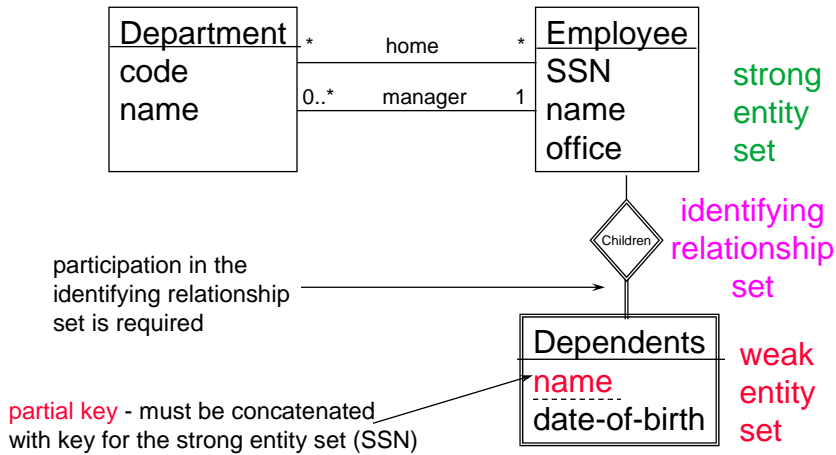 Department
code
name
* home *
0..* manager 1
Employee
SSN
name
office
strong
entity
set
Children
identifying
relationship
set
participation in the
identifying relationship
set is required
Dependents
name
date-of-birth
weak
entity
set
partial key - must be concatenated
with key for the strong entity set (SSN)